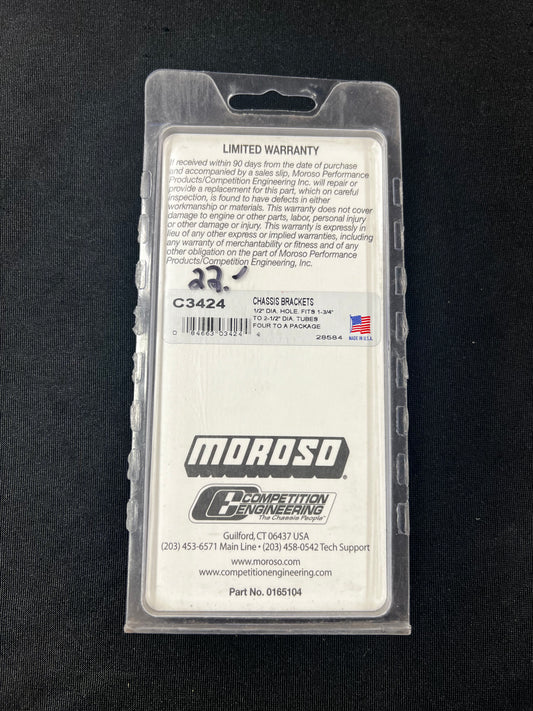 LIMITED WARRANTY
If received within 90 days from the date of purchase
and accompanied by a sales slip, Moroso Performance
Products/Competition Engineering Inc. will repair or
provide a replacement for this part, which on careful
inspection, is found to have defects in either
workmanship or materials. This warranty does not cover
damage to engine or other parts, labor, personal injury
or other damage or injury. This warranty is expressly in
lieu of any other express or implied warranties, including
any warranty of merchantability or fitness and of any
other obligation on the part of Moroso Performance
Products/Competition Engineering, Inc.
22.-
C3424
CHASSIS BRACKETS
1/2" DIA. HOLE. FITS 1-3/4"
TO 2-1/2" DIA. TUBES
FOUR TO A PACKAGE
0 84663 03424 4
28584
MADE IN U.S.A.
MOROSO
CE COMPETITION
ENGINEERING
The Chassis People™
Guilford, CT 06437 USA
(203) 453-6571 Main Line • (203) 458-0542 Tech Support
www.moroso.com
www.competitionengineering.com
Part No. 0165104